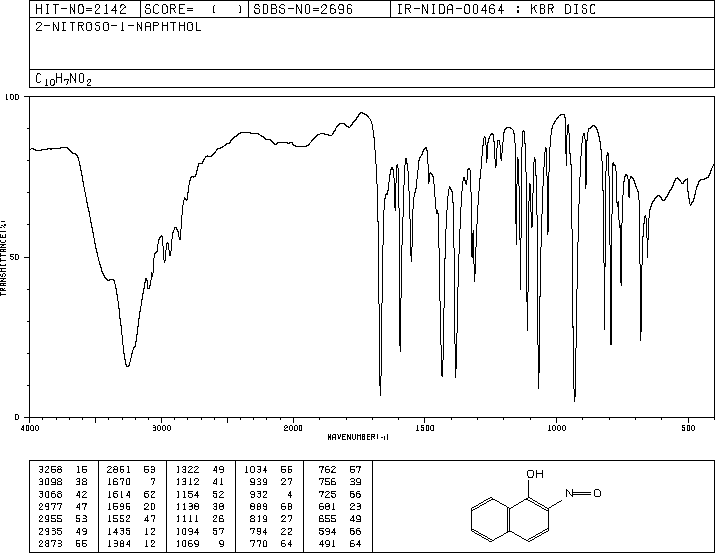 HIT-NO=2142 SCORE= ( ) SDBS-NO=2696 IR-NIDA-00464 : KBR DISC
2-NITROSO-1-NAPHTHOL
C10H7NO2
100
50
0
TRANSMITTANCE(%)
4000 3000 2000 1500 1000 500
WAVENUMBER(-1)
3258 15 2861 53 1322 49 1034 55 762 57
3098 38 1670 7 1312 41 939 27 756 39
3068 42 1614 62 1154 52 932 4 725 66
2977 47 1596 20 1138 38 889 68 681 23
2955 53 1552 47 1111 26 819 27 655 49
2935 49 1435 12 1094 57 794 22 594 66
2873 55 1384 12 1069 9 770 64 491 64
OH
N=O